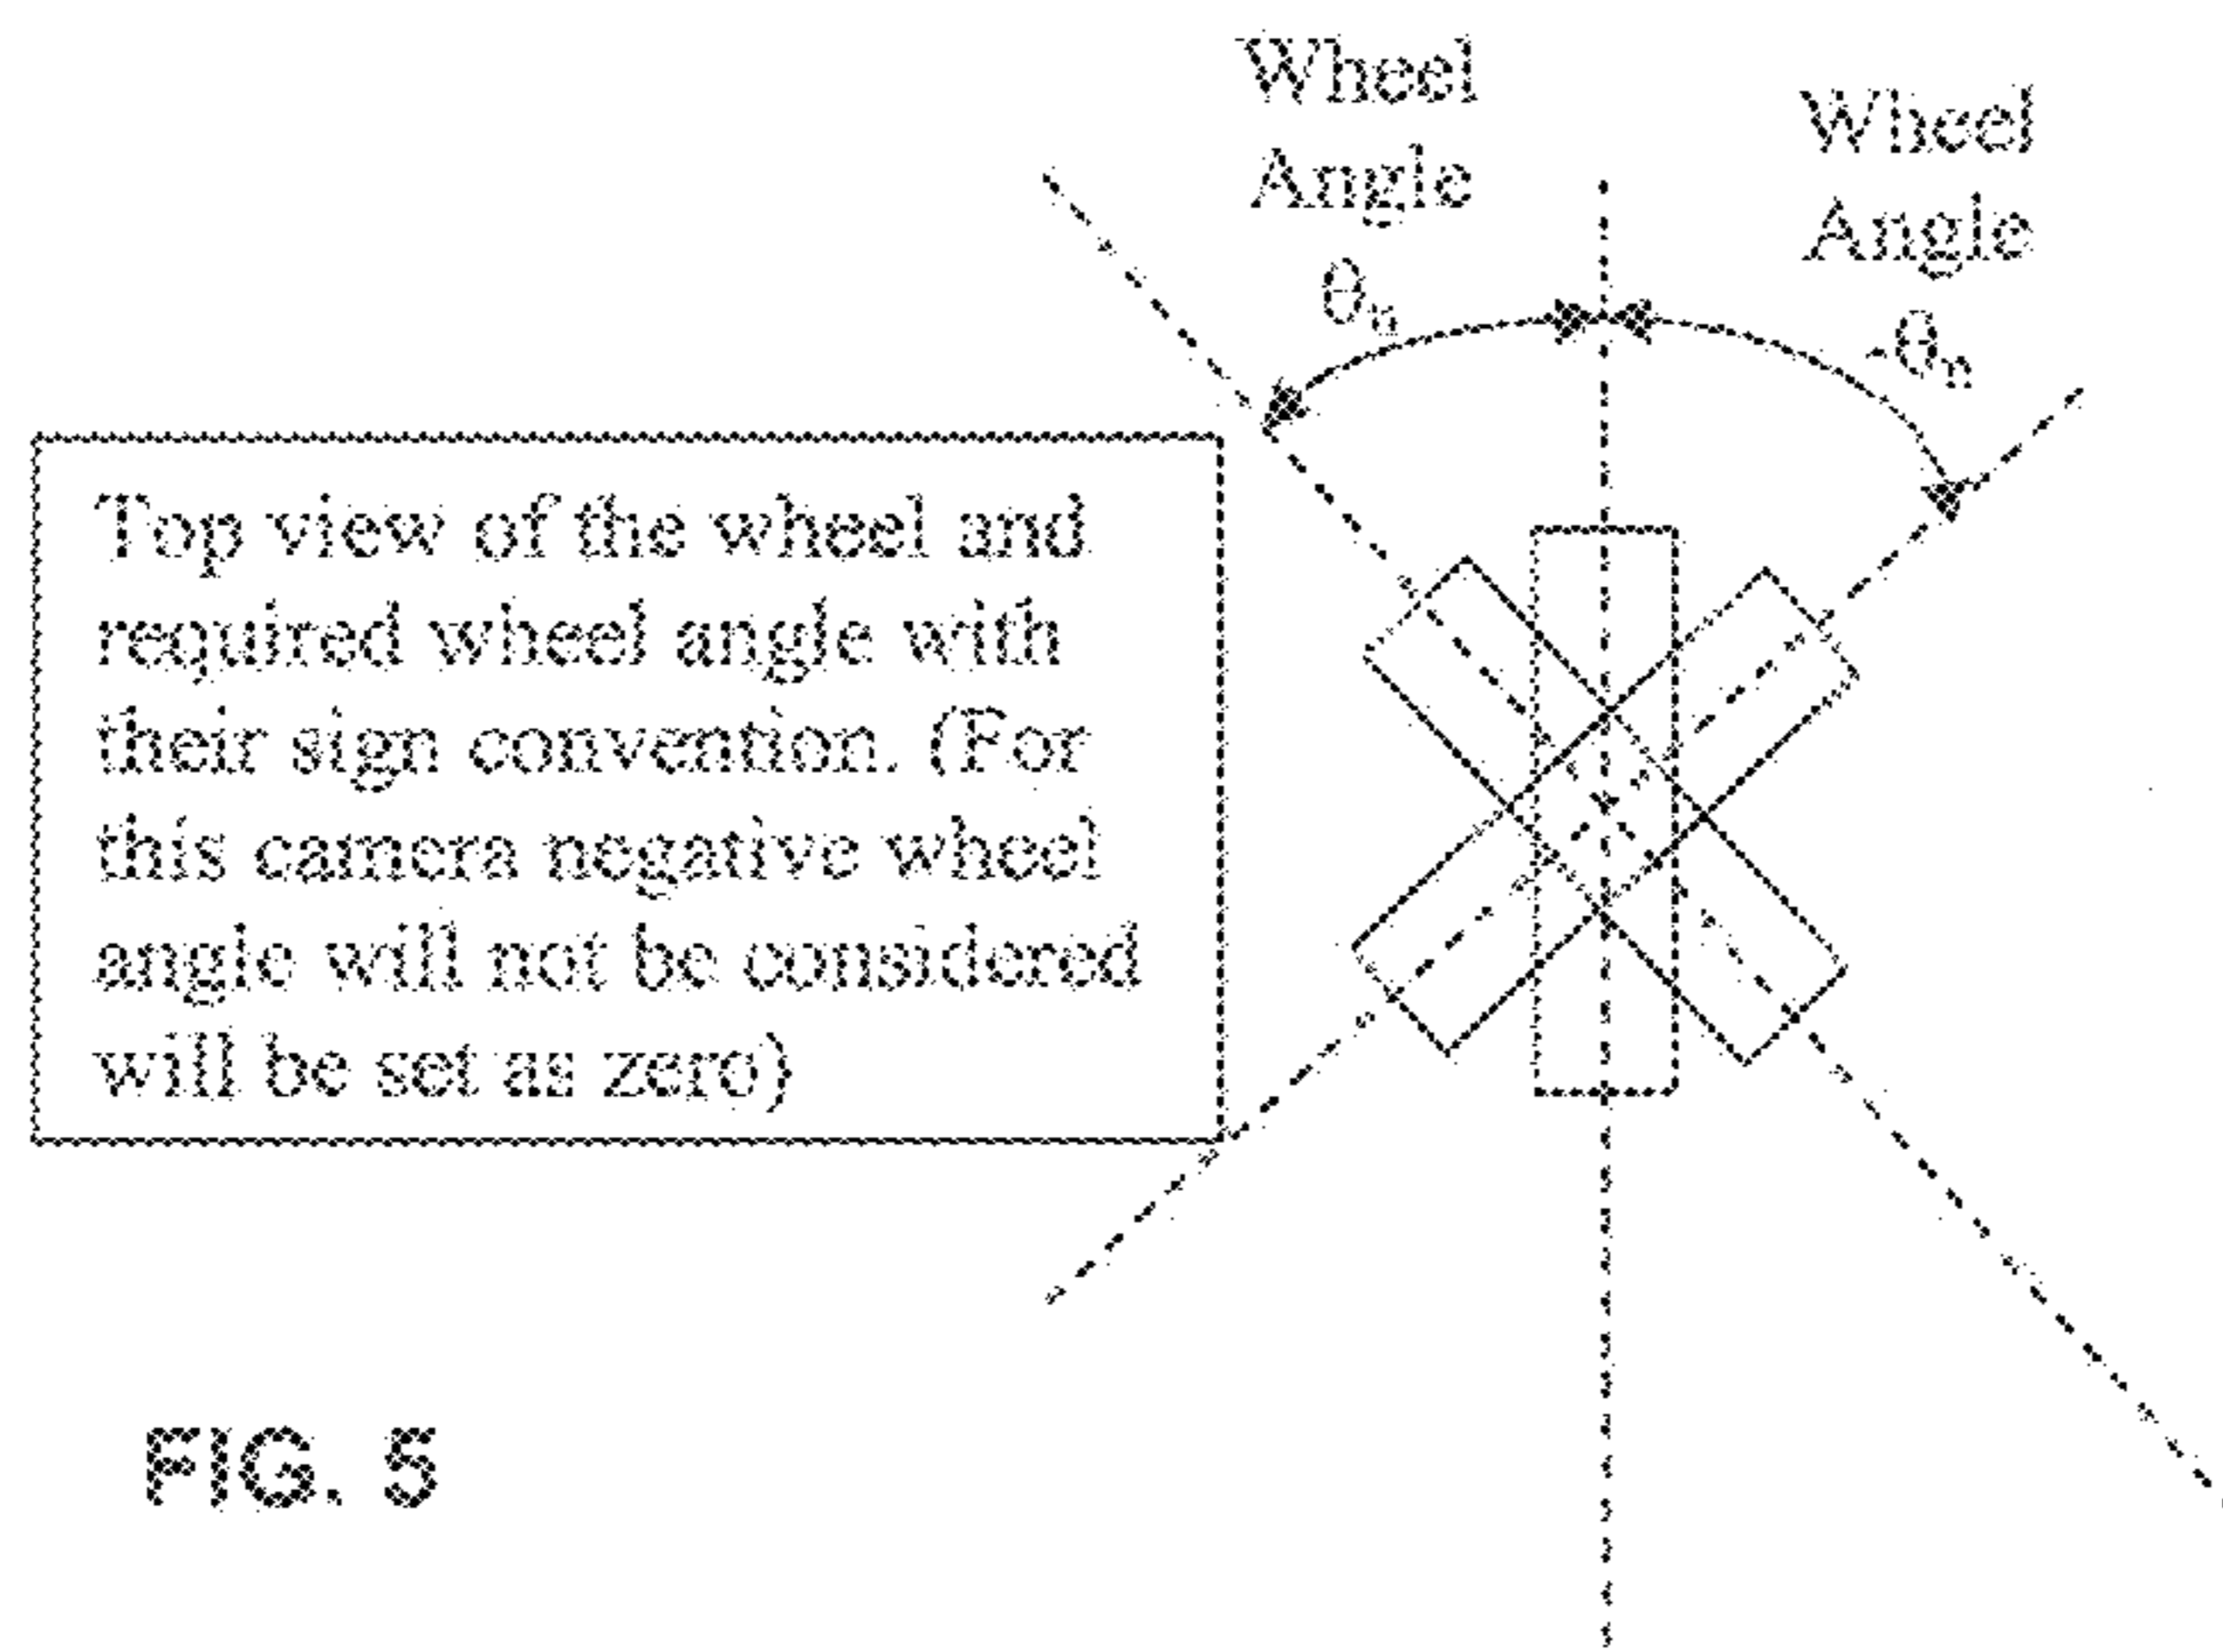 Wheel
Angle
θn
Wheel
Angle
-θn
Top view of the wheel and
required wheel angle with
their sign convention. (For
this camera negative wheel
angle will not be considered
will be set as zero)
FIG. 5